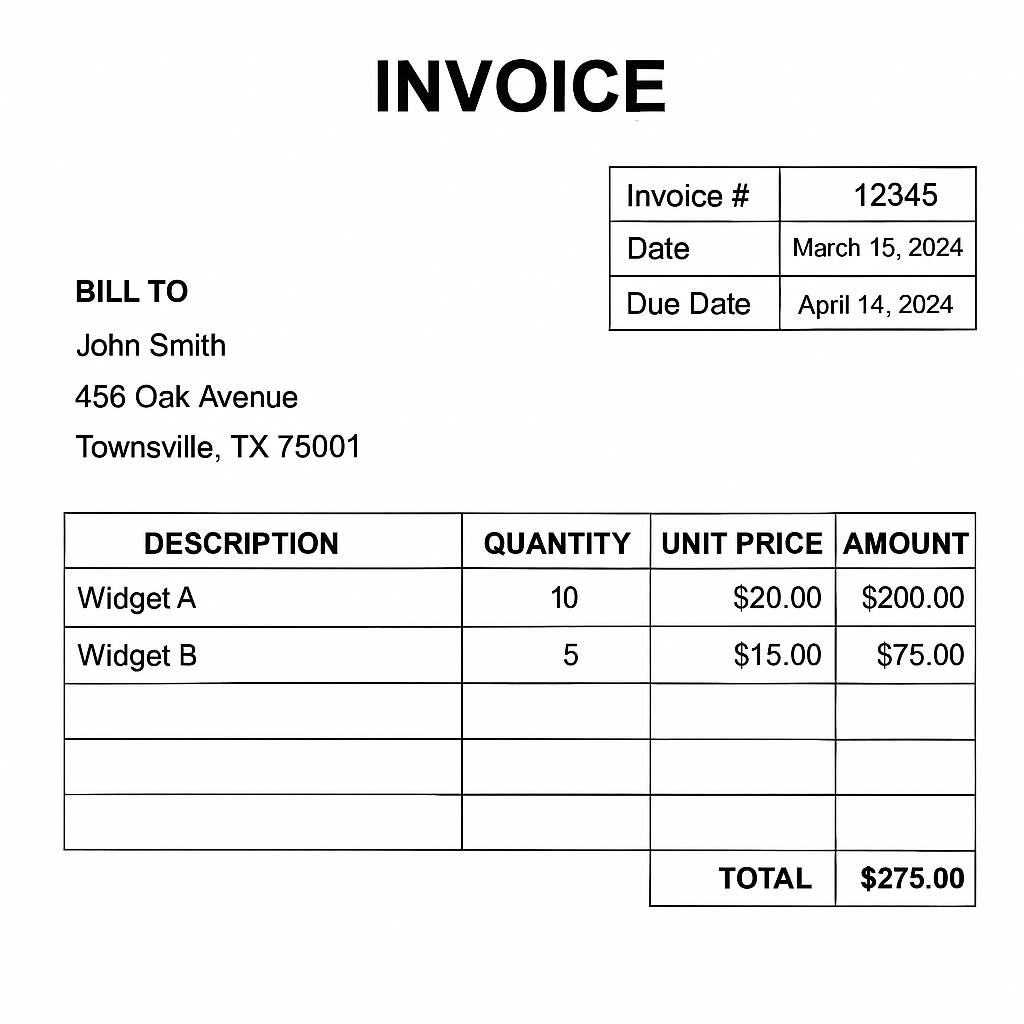 INVOICE
Invoice # 12345
Date March 15, 2024
Due Date April 14, 2024
BILL TO
John Smith
456 Oak Avenue
Townsville, TX 75001
DESCRIPTION QUANTITY UNIT PRICE AMOUNT
Widget A 10 $20.00 $200.00
Widget B 5 $15.00 $75.00
TOTAL $275.00